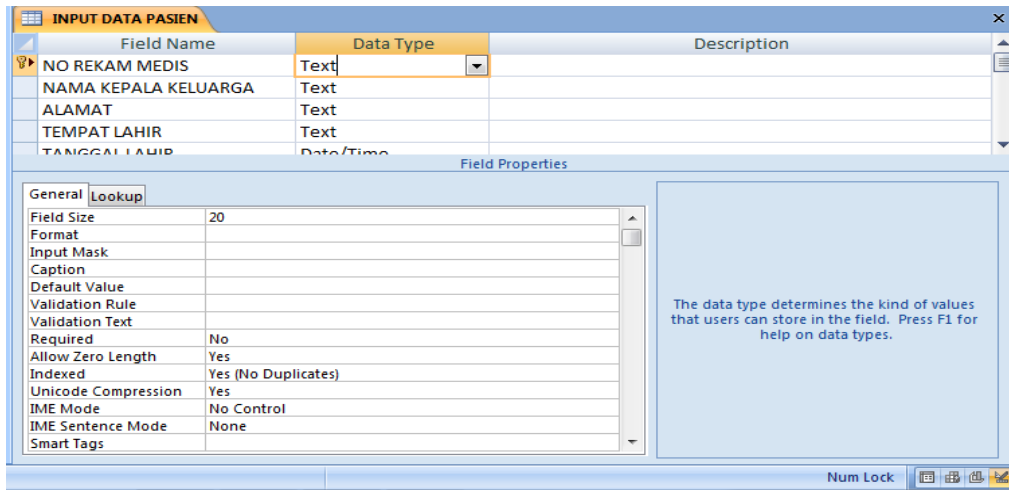 INPUT DATA PASIEN
Field Name Data Type Description
NO REKAM MEDIS Text
NAMA KEPALA KELUARGA Text
ALAMAT Text
TEMPAT LAHIR Text
TANGGAL LAHIR Date/Time
Field Properties
General Lookup
Field Size 20
Format
Input Mask
Caption
Default Value
Validation Rule
Validation Text
Required No
Allow Zero Length Yes
Indexed Yes (No Duplicates)
Unicode Compression Yes
IME Mode No Control
IME Sentence Mode None
Smart Tags
The data type determines the kind of values
that users can store in the field. Press F1 for
help on data types.
Num Lock